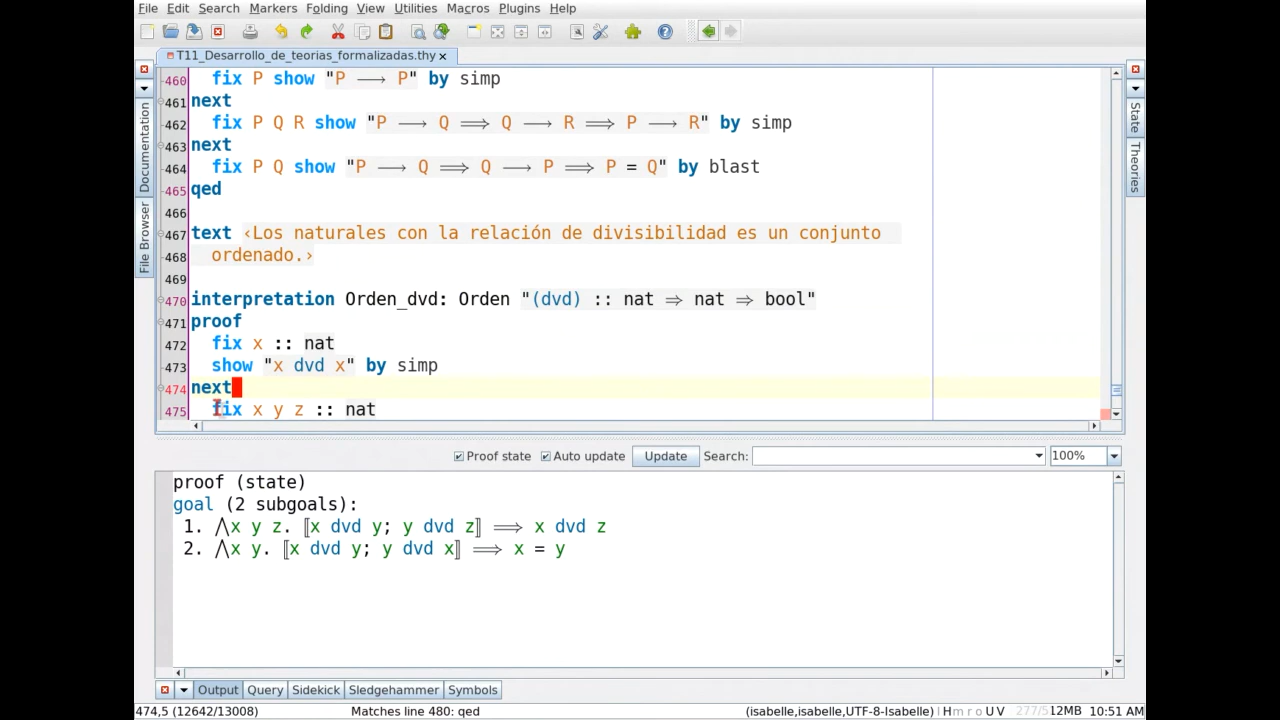 File Edit Search Markers Folding View Utilities Macros Plugins Help
T11_Desarrollo_de_teorias_formalizadas.thy
460 fix P show "P ⟶ P" by simp
461 next
462 fix P Q R show "P ⟶ Q ⟹ Q ⟶ R ⟹ P ⟶ R" by simp
463 next
464 fix P Q show "P ⟶ Q ⟹ Q ⟶ P ⟹ P = Q" by blast
465 qed
466
467 text ‹Los naturales con la relación de divisibilidad es un conjunto
468 ordenado.›
469
470 interpretation Orden_dvd: Orden "(dvd) :: nat ⇒ nat ⇒ bool"
471 proof
472 fix x :: nat
473 show "x dvd x" by simp
474 next
475 fix x y z :: nat
Documentation
File Browser
State
Theories
Proof state Auto update Update Search: 100%
proof (state)
goal (2 subgoals):
1. ⋀x y z. ⟦x dvd y; y dvd z⟧ ⟹ x dvd z
2. ⋀x y. ⟦x dvd y; y dvd x⟧ ⟹ x = y
Output Query Sidekick Sledgehammer Symbols
474,5 (12642/13008) Matches line 480: qed (isabelle,isabelle,UTF-8-Isabelle) H m r o U V 277/512MB 10:51 AM